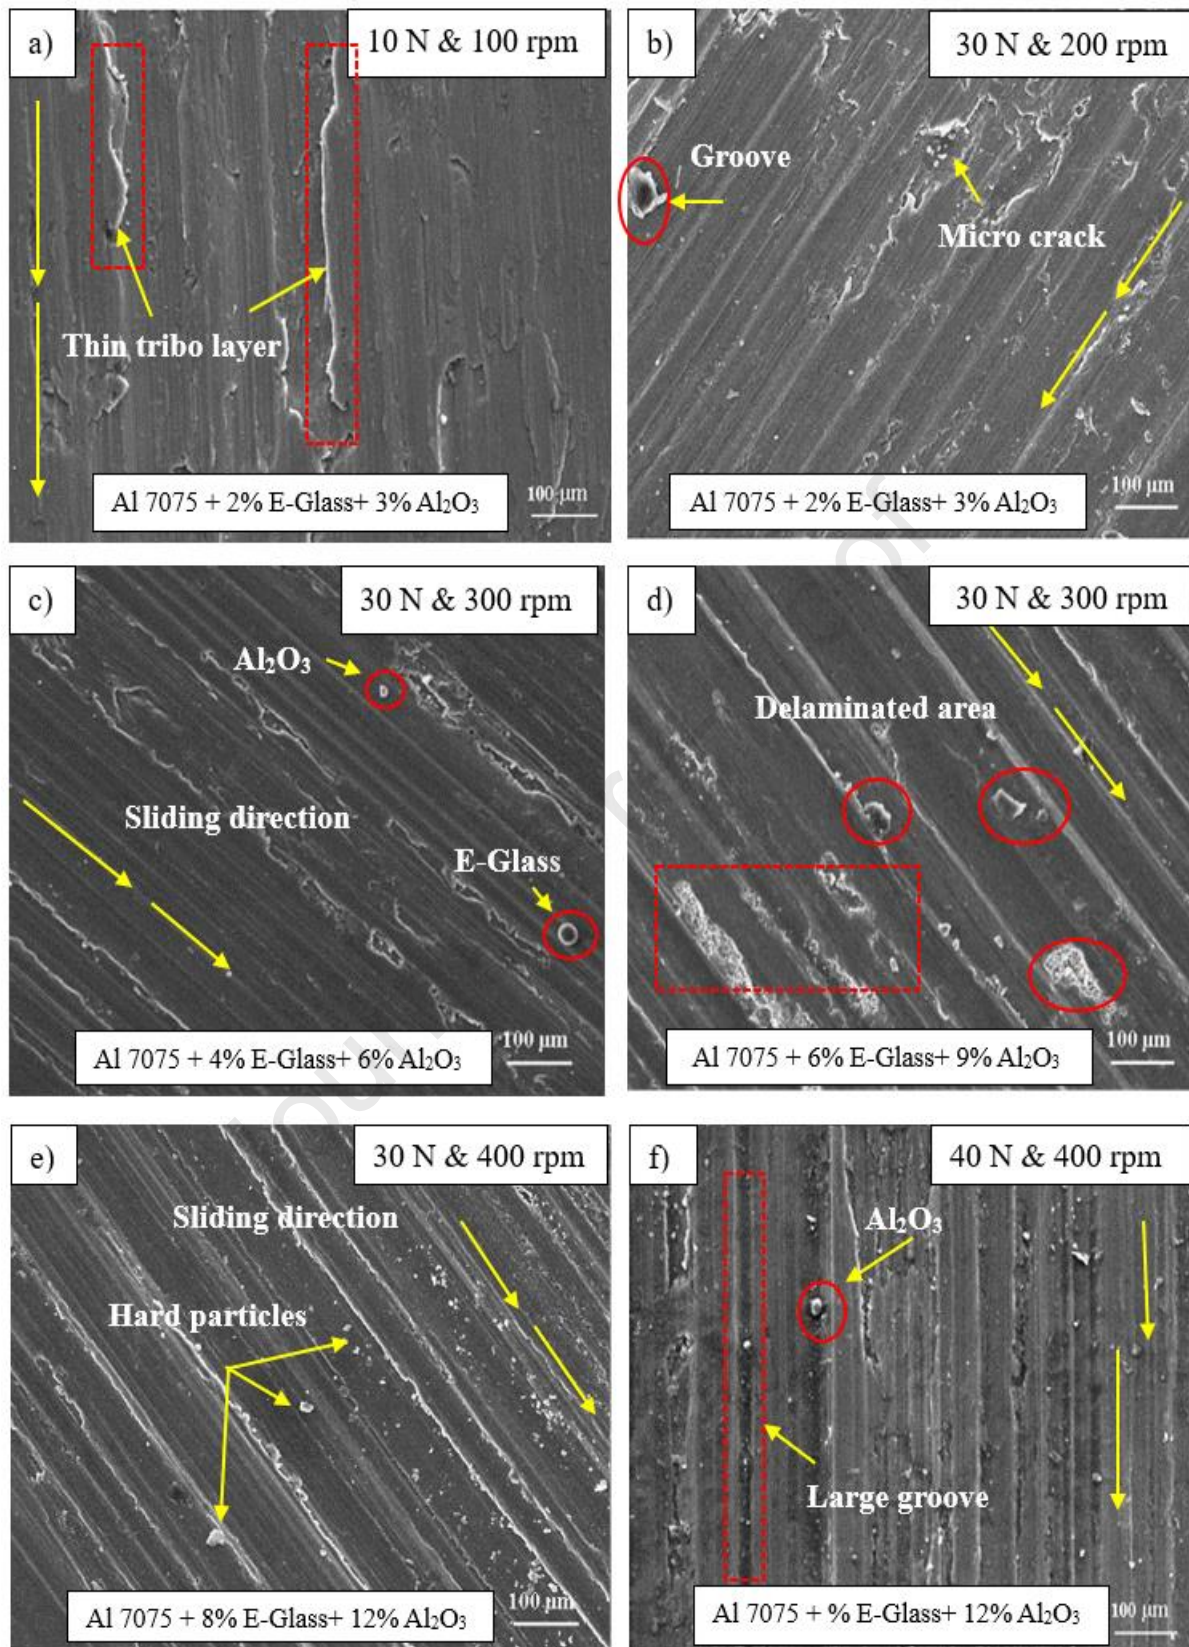 a)
10 N & 100 rpm
Thin tribo layer
Al 7075 + 2% E-Glass+ 3% Al₂O₃
100 μm
b)
30 N & 200 rpm
Groove
Micro crack
Al 7075 + 2% E-Glass+ 3% Al₂O₃
100 μm
c)
30 N & 300 rpm
Al₂O₃
D
Sliding direction
E-Glass
Al 7075 + 4% E-Glass+ 6% Al₂O₃
100 μm
d)
30 N & 300 rpm
Delaminated area
Al 7075 + 6% E-Glass+ 9% Al₂O₃
100 μm
e)
30 N & 400 rpm
Sliding direction
Hard particles
Al 7075 + 8% E-Glass+ 12% Al₂O₃
100 μm
f)
40 N & 400 rpm
Al₂O₃
Large groove
Al 7075 + % E-Glass+ 12% Al₂O₃
100 μm